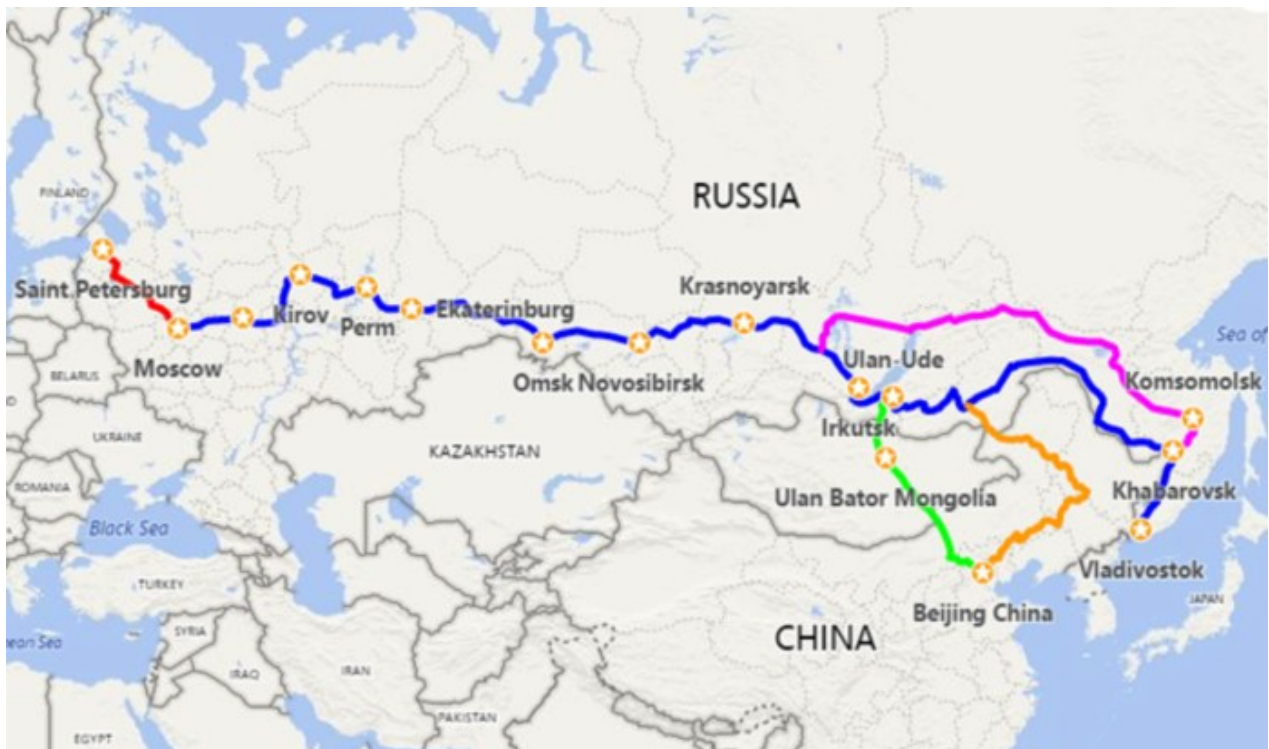 RUSSIA
FINLAND
Sea of
Krasnoyarsk
Saint Petersburg
Kirov
Perm
Ekaterinburg
Moscow
Omsk
Novosibirsk
Ulan-Ude
Komsomolsk
BELARUS
Irkutsk
UKRAINE
KAZAKHSTAN
ROMANIA
Ulan Bator Mongolia
Khabarovsk
Black Sea
Vladivostok
TURKEY
JAPAN
Beijing China
SYRIA
CHINA
ean Sea
IRAQ
IRAN
PAKISTAN
EGYPT